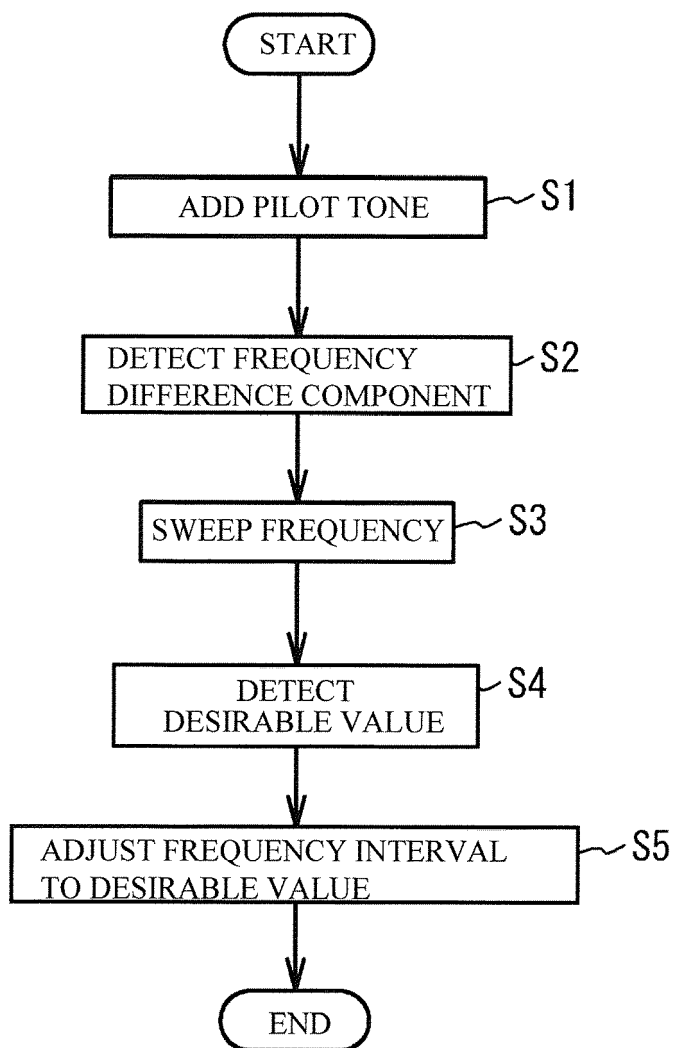 START
ADD PILOT TONE
S1
DETECT FREQUENCY
DIFFERENCE COMPONENT
S2
SWEEP FREQUENCY
S3
DETECT
DESIRABLE VALUE
S4
ADJUST FREQUENCY INTERVAL
TO DESIRABLE VALUE
S5
END